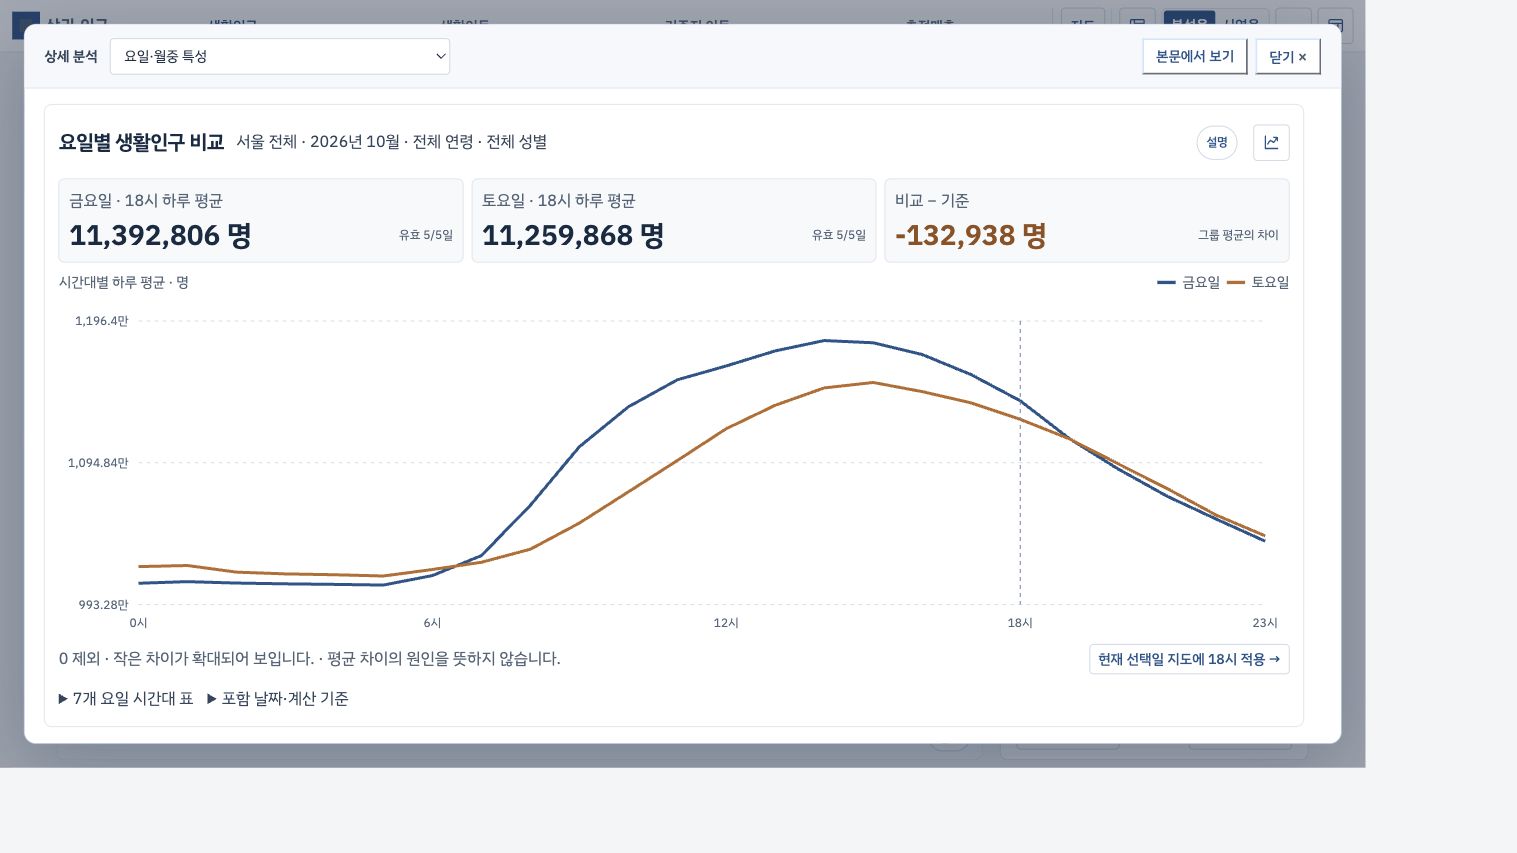 상세 분석
요일·월중 특성
본문에서 보기
닫기 ×
요일별 생활인구 비교 서울 전체 · 2026년 10월 · 전체 연령 · 전체 성별
설명
금요일 · 18시 하루 평균
11,392,806 명
유효 5/5일
토요일 · 18시 하루 평균
11,259,868 명
유효 5/5일
비교 − 기준
-132,938 명
그룹 평균의 차이
시간대별 하루 평균 · 명
금요일 토요일
1,196.4만
1,094.84만
993.28만
0시 6시 12시 18시 23시
0 제외 · 작은 차이가 확대되어 보입니다. · 평균 차이의 원인을 뜻하지 않습니다.
현재 선택일 지도에 18시 적용 →
▶ 7개 요일 시간대 표 ▶ 포함 날짜·계산 기준